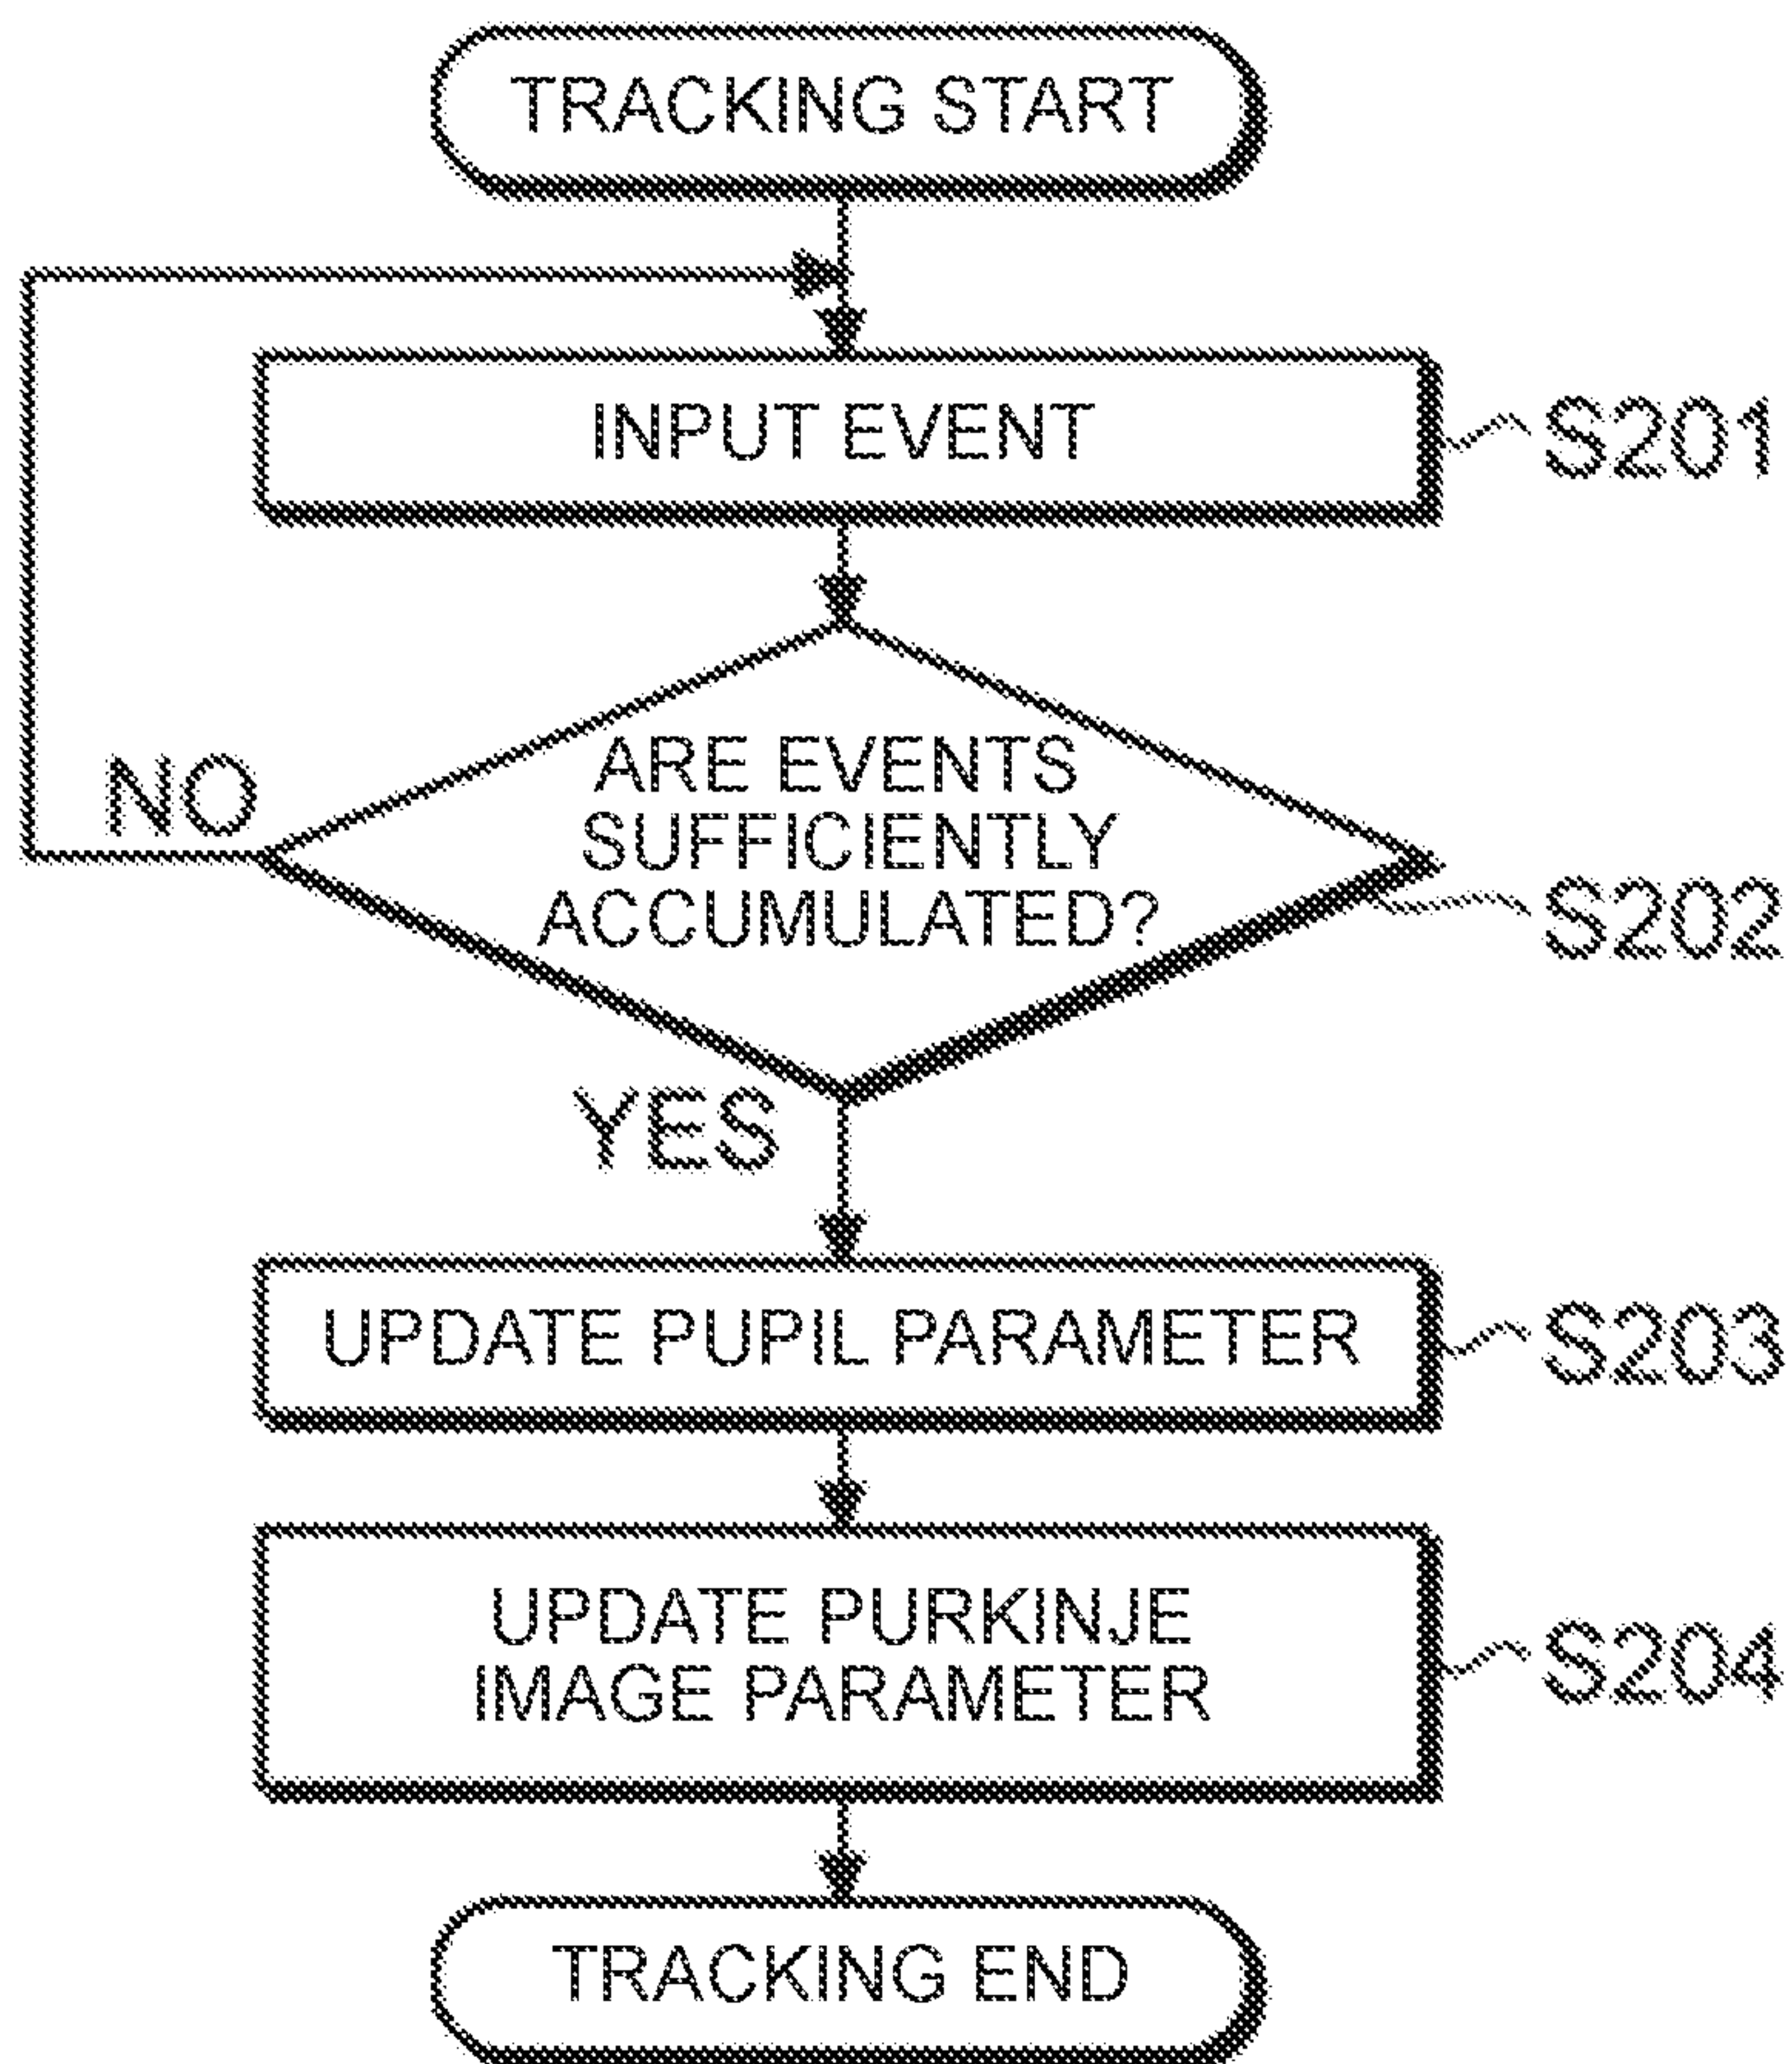 TRACKING START
INPUT EVENT
S201
ARE EVENTS
SUFFICIENTLY
ACCUMULATED?
NO
S202
YES
UPDATE PUPIL PARAMETER
S203
UPDATE PURKINJE
IMAGE PARAMETER
S204
TRACKING END